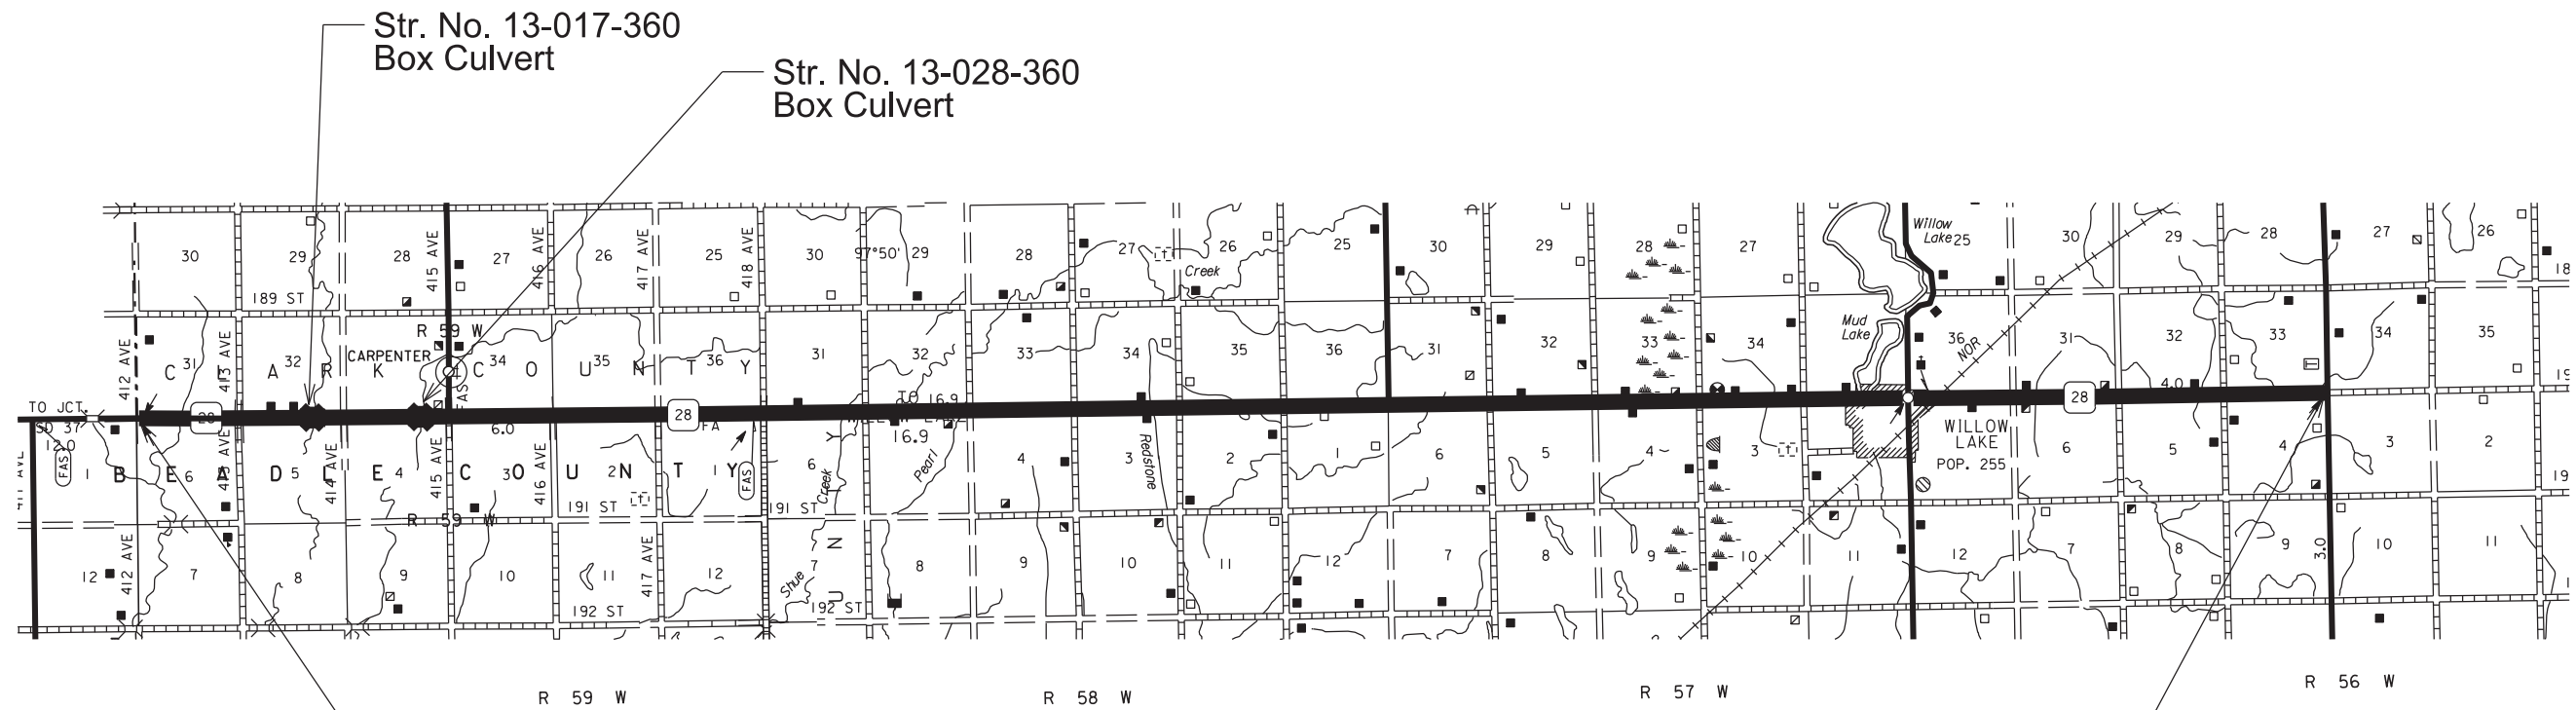 Str. No. 13-017-360
Box Culvert
Str. No. 13-028-360
Box Culvert
30 29 28 27 26 25 30 97°50' 29 28 27 26 25 30 29 28 27 Willow Lake 25 30 29 28 27 26
415 AVE 416 AVE 417 AVE 418 AVE
Creek
189 ST
R 59 W
Mud Lake
412 AVE 31 413 AVE 32 CARPENTER 34 35 36 31 32 33 34 35 36 31 32 33 34 36 31 32 33 34 35
C A R K C O U N T Y
NOR
TO JCT.
SD 37
12.0
FAS
28
6.0
28
FA
TO 16.9
16.9
4.0
28
WILLOW
LAKE
POP. 255
1 6 5 4 3 2 1 6 4 3 2 1 6 5 4 3 6 5 4 3 2
B E A D L E C O U N T Y
FAS
FAS
414 AVE 415 AVE 416 AVE
Creek
Pearl
Redstone
191 ST
191 ST
R 59 W
412 AVE
417 AVE
12 7 8 9 10 11 12 7 8 9 10 11 12 7 8 9 10 11 12 7 8 9 10 11
Shue
U N
3.0
192 ST
192 ST
R 59 W
R 58 W
R 57 W
R 56 W